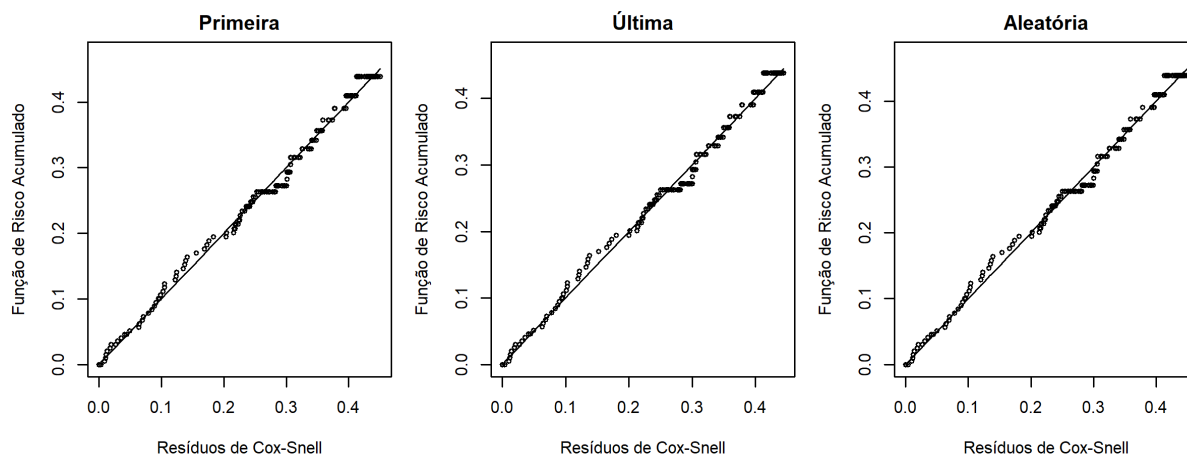 Primeira
Função de Risco Acumulado
0.0 0.1 0.2 0.3 0.4
0.0 0.1 0.2 0.3 0.4
Resíduos de Cox-Snell
Última
Função de Risco Acumulado
0.0 0.1 0.2 0.3 0.4
0.0 0.1 0.2 0.3 0.4
Resíduos de Cox-Snell
Aleatória
Função de Risco Acumulado
0.0 0.1 0.2 0.3 0.4
0.0 0.1 0.2 0.3 0.4
Resíduos de Cox-Snell